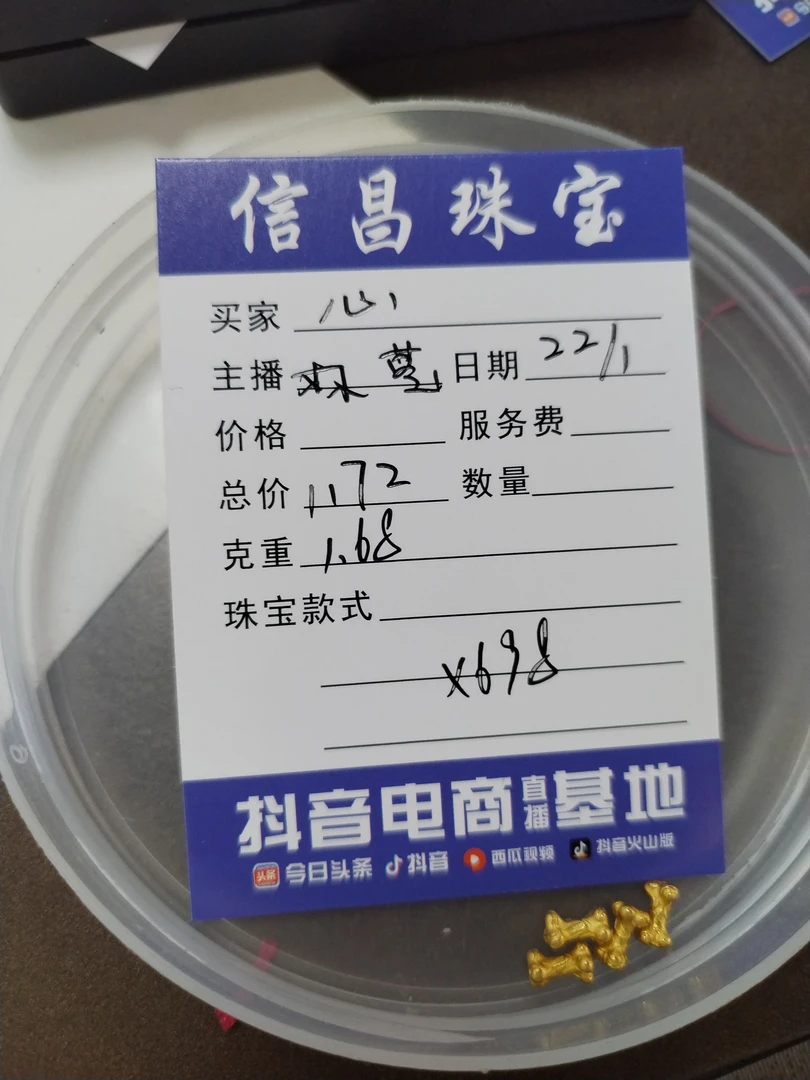 信昌珠宝
买家 心
主播 日期 22/1
价格 服务费
总价 1172 数量
克重 1.68
珠宝款式
x698
抖音电商直播基地
头条 今日头条 抖音 西瓜视频 抖音火山版